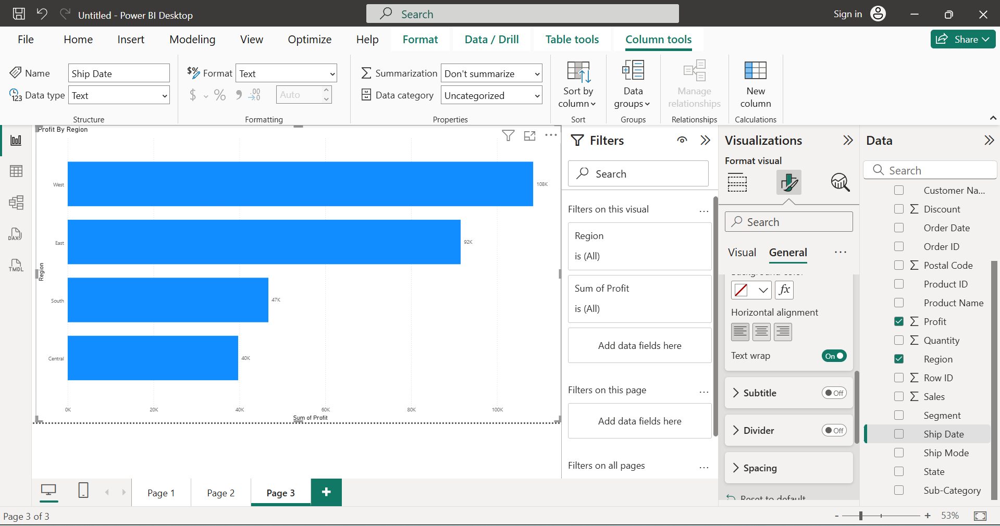 Untitled - Power BI Desktop
Search
Sign in
File Home Insert Modeling View Optimize Help Format Data / Drill Table tools Column tools
Share
Name Ship Date
Data type Text
Structure
$% Format Text
$ % .00 Auto
Formatting
Summarization Don't summarize
Data category Uncategorized
Properties
Sort by
column
Sort
Data
groups
Groups
Manage
relationships
Relationships
New
column
Calculations
DAX
TMDL
Profit By Region
Region
West 108K
East 92K
South 47K
Central 40K
0K 20K 40K 60K 80K 100K
Sum of Profit
Filters
Search
Filters on this visual ...
Region
is (All)
Sum of Profit
is (All)
Add data fields here
Filters on this page ...
Add data fields here
Filters on all pages ...
Visualizations
Format visual
Search
Visual General ...
Background color
fx
Horizontal alignment
Text wrap On
Subtitle Off
Divider Off
Spacing
Reset to default
Data
Search
Customer Na...
Discount
Order Date
Order ID
Postal Code
Product ID
Product Name
Profit
Quantity
Region
Row ID
Sales
Segment
Ship Date
Ship Mode
State
Sub-Category
Page 1 Page 2 Page 3 +
Page 3 of 3
- + 53%